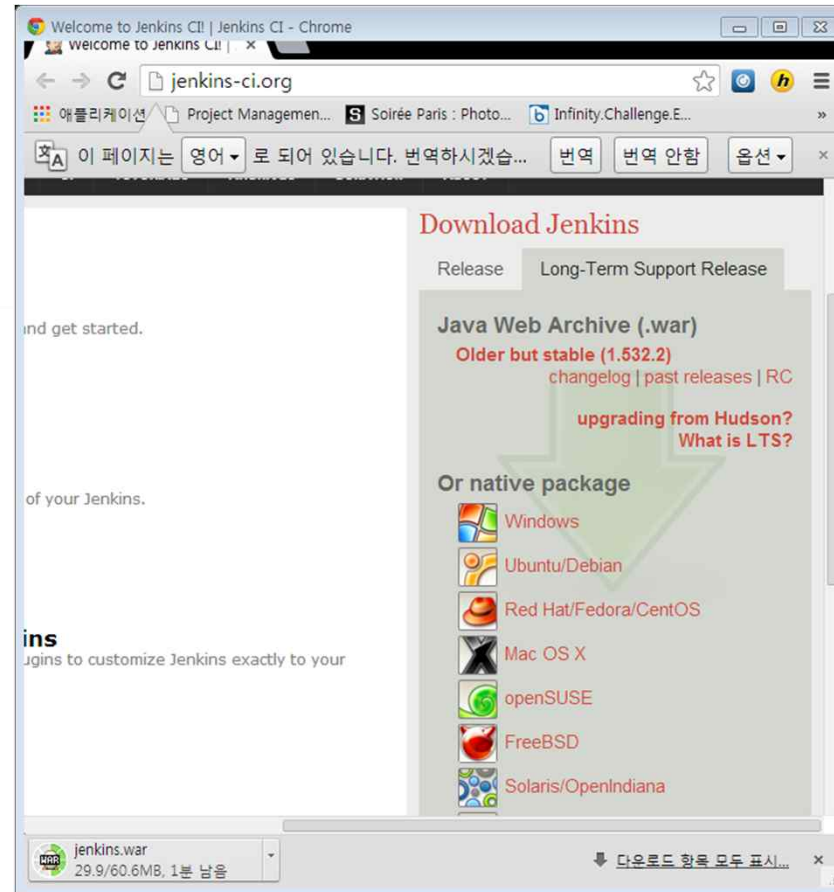 Welcome to Jenkins CI! | Jenkins CI - Chrome
Welcome to Jenkins CI! |
jenkins-ci.org
애플리케이션 Project Managemen... Soirée Paris : Photo... Infinity.Challenge.E... »
이 페이지는 영어 로 되어 있습니다. 번역하시겠습... 번역 번역 안함 옵션
Download Jenkins
Release Long-Term Support Release
and get started.
Java Web Archive (.war)
Older but stable (1.532.2)
changelog | past releases | RC
upgrading from Hudson?
What is LTS?
Or native package
of your Jenkins.
Windows
Ubuntu/Debian
Red Hat/Fedora/CentOS
ins
ugins to customize Jenkins exactly to your
Mac OS X
openSUSE
FreeBSD
Solaris/OpenIndiana
jenkins.war
29.9/60.6MB, 1분 남음
다운로드 항목 모두 표시...